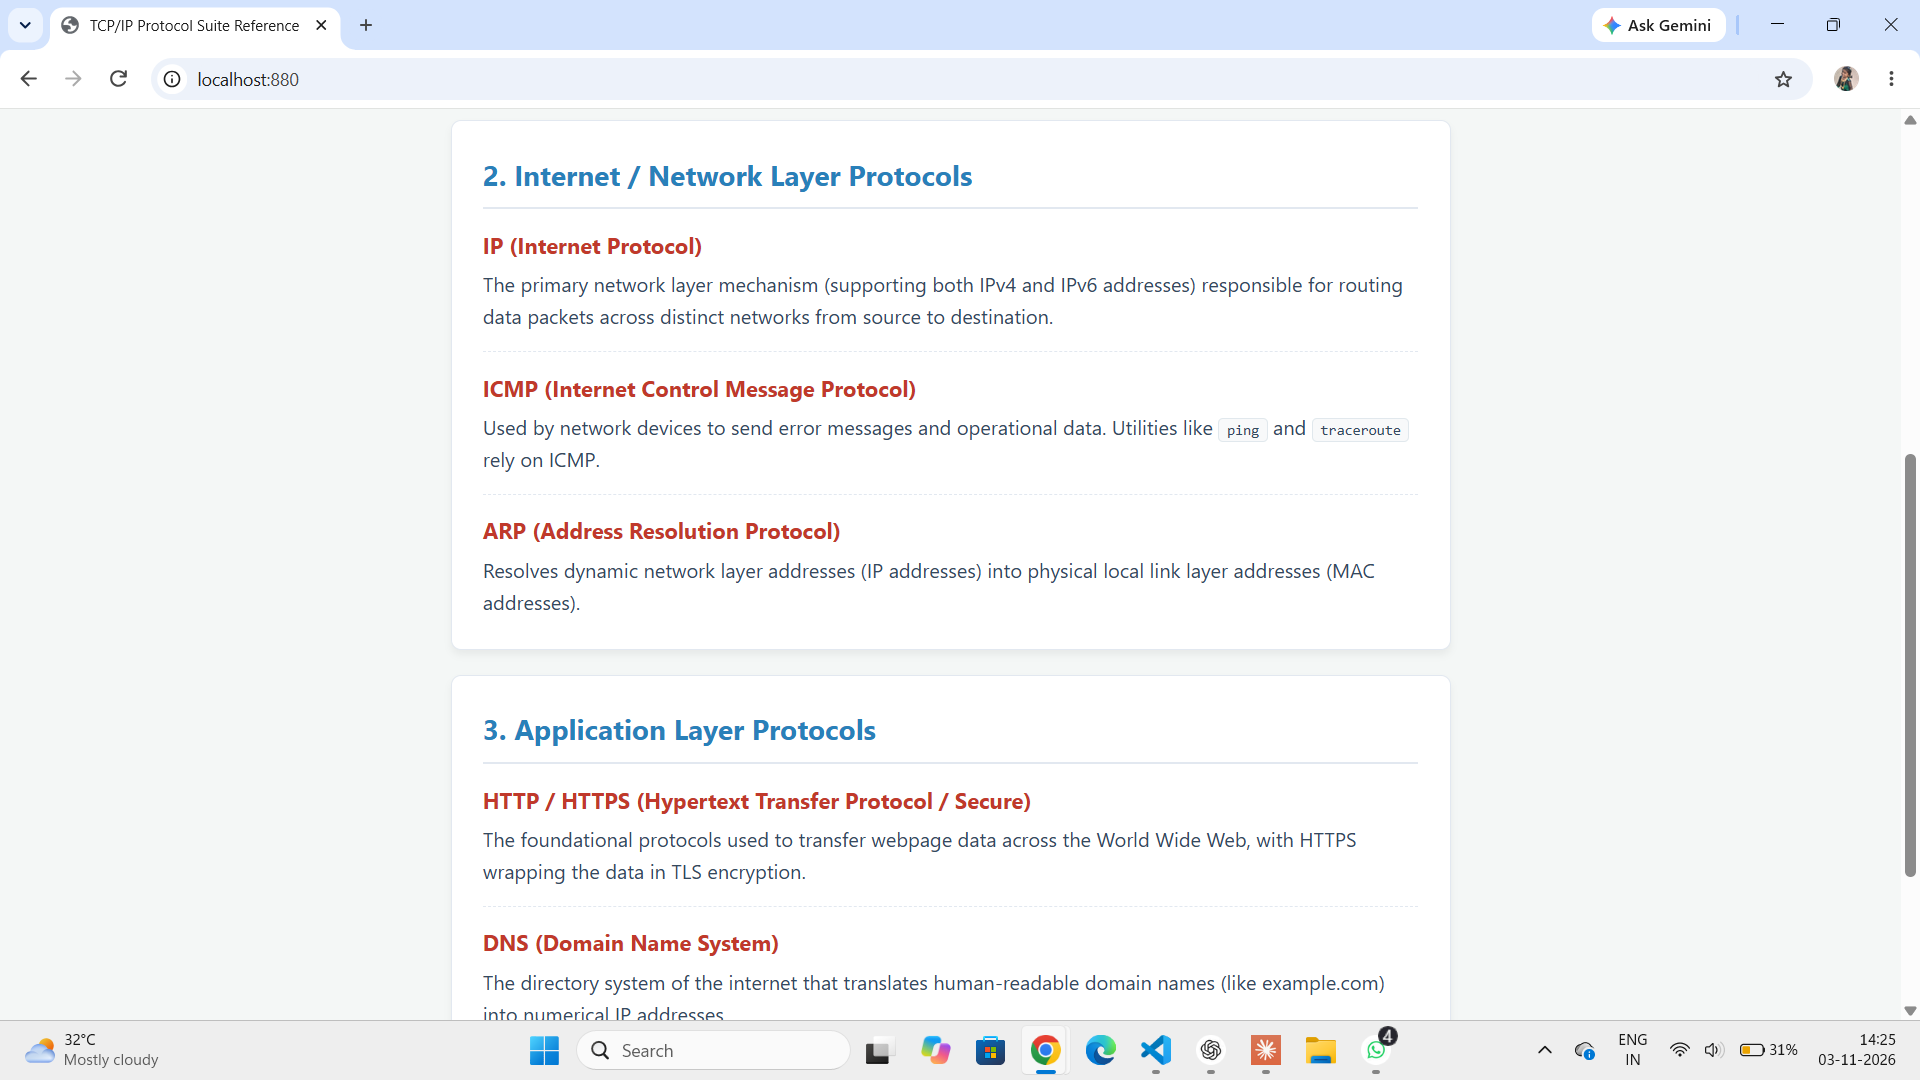 TCP/IP Protocol Suite Reference
Ask Gemini
localhost:880
2. Internet / Network Layer Protocols
IP (Internet Protocol)
The primary network layer mechanism (supporting both IPv4 and IPv6 addresses) responsible for routing
data packets across distinct networks from source to destination.
ICMP (Internet Control Message Protocol)
Used by network devices to send error messages and operational data. Utilities like ping and traceroute
rely on ICMP.
ARP (Address Resolution Protocol)
Resolves dynamic network layer addresses (IP addresses) into physical local link layer addresses (MAC
addresses).
3. Application Layer Protocols
HTTP / HTTPS (Hypertext Transfer Protocol / Secure)
The foundational protocols used to transfer webpage data across the World Wide Web, with HTTPS
wrapping the data in TLS encryption.
DNS (Domain Name System)
The directory system of the internet that translates human-readable domain names (like example.com)
into numerical IP addresses
32°C
Mostly cloudy
Search
4
ENG
IN
31%
14:25
03-11-2026